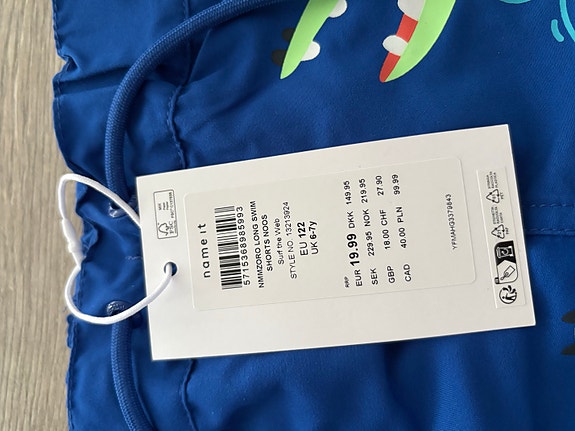 name it
5715368985993
NMMZORO LONG SWIM
SHORTS NOOS
Surf the Web
STYLE NO. 13213924
EU 122
UK 6-7y
RRP
EUR 19.99 DKK 149.95
SEK 229.95 NOK 219.95
GBP 18.00 CHF 27.90
CAD 40.00 PLN 99.99
YFMAHG3379843
FSC